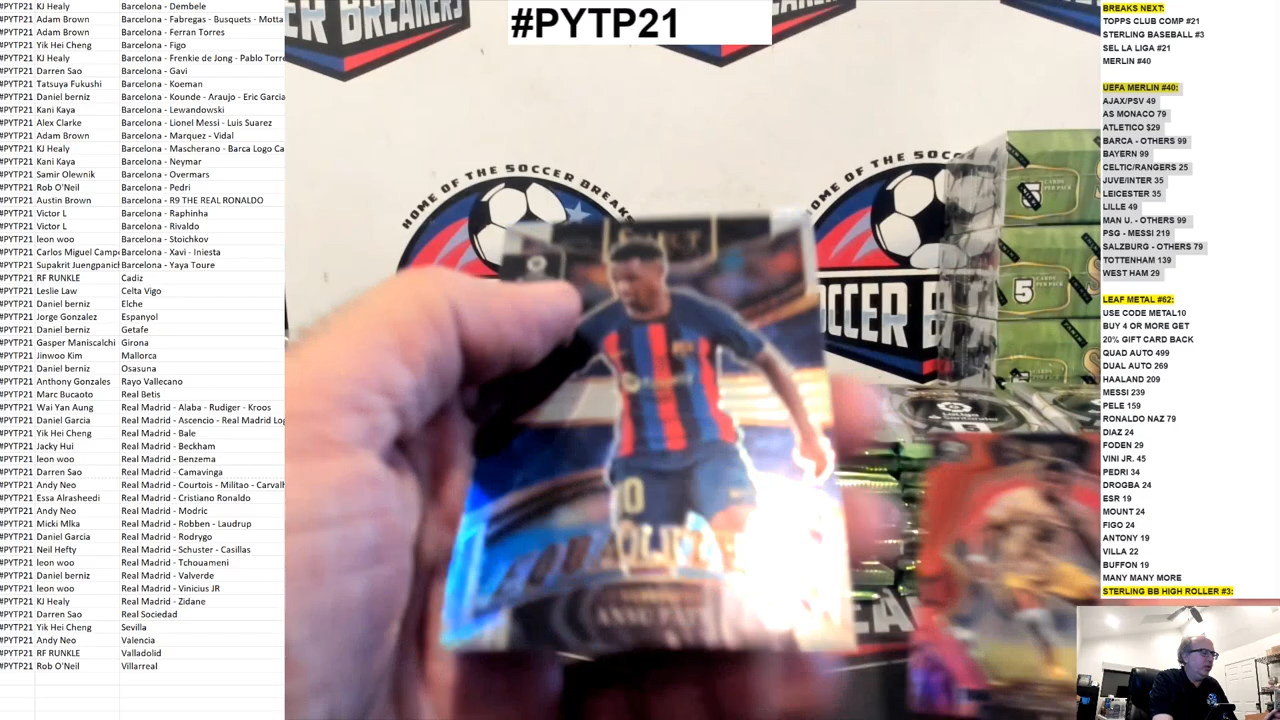 #PYTP21
#PYTP21 KJ Healy Barcelona - Dembele
#PYTP21 Adam Brown Barcelona - Fabregas - Busquets - Motta
#PYTP21 Adam Brown Barcelona - Ferran Torres
#PYTP21 Yik Hei Cheng Barcelona - Figo
#PYTP21 KJ Healy Barcelona - Frenkie de Jong - Pablo Torre
#PYTP21 Darren Sao Barcelona - Gavi
#PYTP21 Tatsuya Fukushi Barcelona - Koeman
#PYTP21 Daniel berniz Barcelona - Kounde - Araujo - Eric Garcia
#PYTP21 Kani Kaya Barcelona - Lewandowski
#PYTP21 Alex Clarke Barcelona - Lionel Messi - Luis Suarez
#PYTP21 Adam Brown Barcelona - Marquez - Vidal
#PYTP21 KJ Healy Barcelona - Mascherano - Barca Logo Ca
#PYTP21 Kani Kaya Barcelona - Neymar
#PYTP21 Samir Olewnik Barcelona - Overmars
#PYTP21 Rob O'Neil Barcelona - Pedri
#PYTP21 Austin Brown Barcelona - R9 THE REAL RONALDO
#PYTP21 Victor L Barcelona - Raphinha
#PYTP21 Victor L Barcelona - Rivaldo
#PYTP21 leon woo Barcelona - Stoichkov
#PYTP21 Carlos Miguel Camp Barcelona - Xavi - Iniesta
#PYTP21 Supakrit Juengpanich Barcelona - Yaya Toure
#PYTP21 RF RUNKLE Cadiz
#PYTP21 Leslie Law Celta Vigo
#PYTP21 Daniel berniz Elche
#PYTP21 Jorge Gonzalez Espanyol
#PYTP21 Daniel berniz Getafe
#PYTP21 Gasper Maniscalchi Girona
#PYTP21 Jinwoo Kim Mallorca
#PYTP21 Daniel berniz Osasuna
#PYTP21 Anthony Gonzales Rayo Vallecano
#PYTP21 Marc Bucaoto Real Betis
#PYTP21 Wai Yan Aung Real Madrid - Alaba - Rudiger - Kroos
#PYTP21 Daniel Garcia Real Madrid - Ascencio - Real Madrid Log
#PYTP21 Yik Hei Cheng Real Madrid - Bale
#PYTP21 Jacky Hui Real Madrid - Beckham
#PYTP21 leon woo Real Madrid - Benzema
#PYTP21 Darren Sao Real Madrid - Camavinga
#PYTP21 Andy Neo Real Madrid - Courtois - Militao - Carvalh
#PYTP21 Essa Alrasheedi Real Madrid - Cristiano Ronaldo
#PYTP21 Andy Neo Real Madrid - Modric
#PYTP21 Micki Mlka Real Madrid - Robben - Laudrup
#PYTP21 Daniel Garcia Real Madrid - Rodrygo
#PYTP21 Neil Hefty Real Madrid - Schuster - Casillas
#PYTP21 leon woo Real Madrid - Tchouameni
#PYTP21 Daniel berniz Real Madrid - Valverde
#PYTP21 leon woo Real Madrid - Vinicius JR
#PYTP21 KJ Healy Real Madrid - Zidane
#PYTP21 Darren Sao Real Sociedad
#PYTP21 Yik Hei Cheng Sevilla
#PYTP21 Andy Neo Valencia
#PYTP21 RF RUNKLE Valladolid
#PYTP21 Rob O'Neil Villarreal
BREAKERS
HOME OF THE SOCCER BREAKS
HOME OF THE SOCC
SOCCER
5 CARDS PER PACK
ANSU FATI
BREAKS NEXT:
TOPPS CLUB COMP #21
STERLING BASEBALL #3
SEL LA LIGA #21
MERLIN #40
UEFA MERLIN #40:
AJAX/PSV 49
AS MONACO 79
ATLETICO $29
BARCA - OTHERS 99
BAYERN 99
CELTIC/RANGERS 25
JUVE/INTER 35
LEICESTER 35
LILLE 49
MAN U. - OTHERS 99
PSG - MESSI 219
SALZBURG - OTHERS 79
TOTTENHAM 139
WEST HAM 29
LEAF METAL #62:
USE CODE METAL10
BUY 4 OR MORE GET
20% GIFT CARD BACK
QUAD AUTO 499
DUAL AUTO 269
HAALAND 209
MESSI 239
PELE 159
RONALDO NAZ 79
DIAZ 24
FODEN 29
VINI JR. 45
PEDRI 34
DROGBA 24
ESR 19
MOUNT 24
FIGO 24
ANTONY 19
VILLA 22
BUFFON 19
MANY MANY MORE
STERLING BB HIGH ROLLER #3: